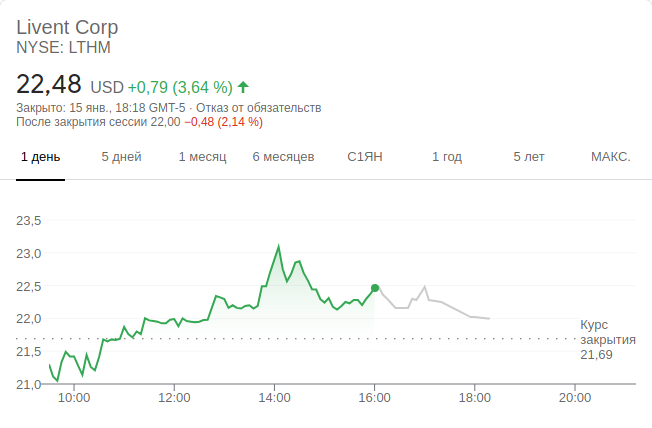 Livent Corp
NYSE: LTHM
22,48 USD +0,79 (3,64 %)
Закрыто: 15 янв., 18:18 GMT-5 · Отказ от обязательств
После закрытия сессии 22,00 −0,48 (2,14 %)
1 день 5 дней 1 месяц 6 месяцев С1ЯН 1 год 5 лет МАКС.
23,5
23,0
22,5
22,0
21,5
21,0
Курс
закрытия
21,69
10:00 12:00 14:00 16:00 18:00 20:00